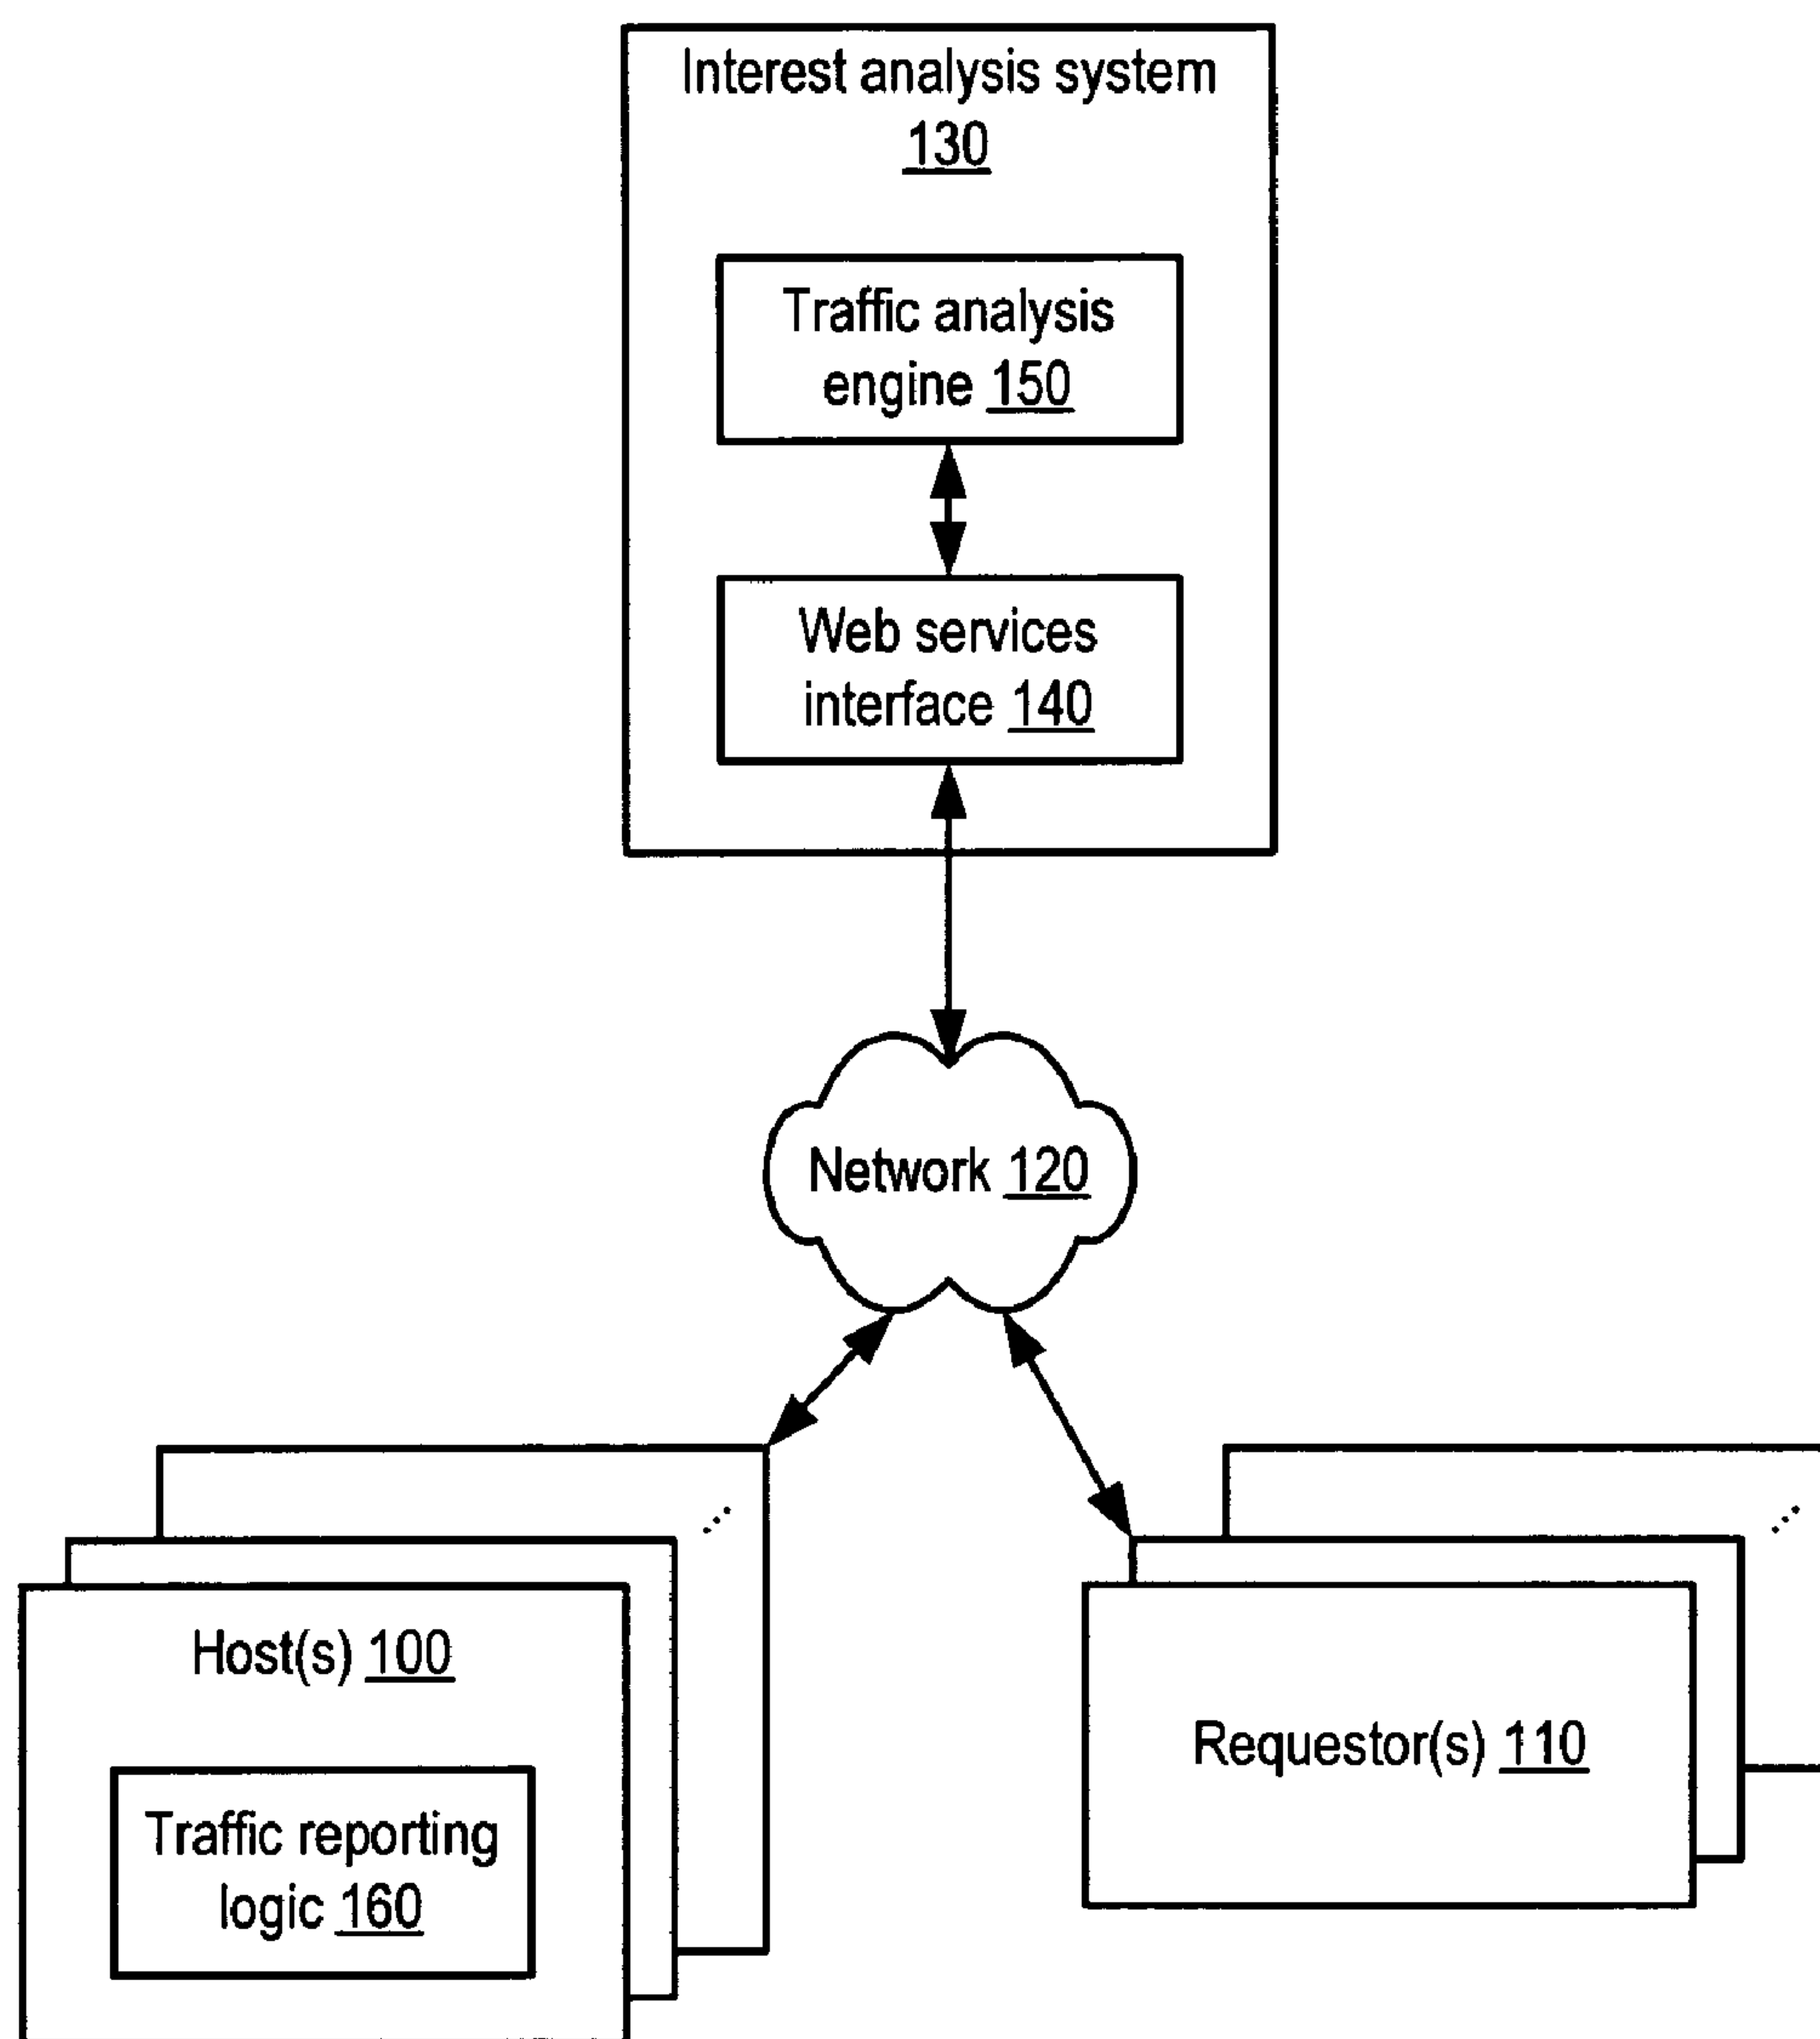 Interest analysis system
130
Traffic analysis
engine 150
Web services
interface 140
Network 120
Host(s) 100
Traffic reporting
logic 160
Requestor(s) 110